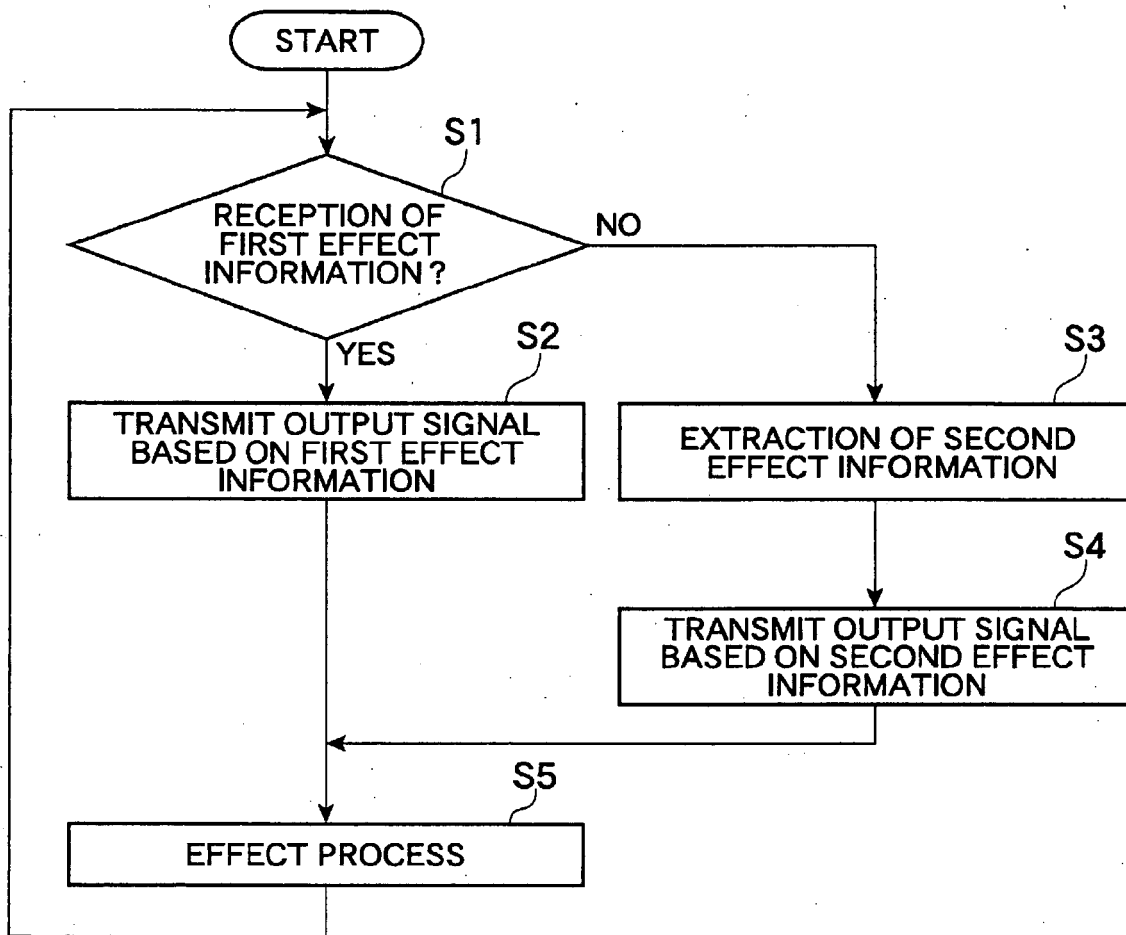 START
S1
RECEPTION OF
FIRST EFFECT
INFORMATION ?
NO
YES
S2
TRANSMIT OUTPUT SIGNAL
BASED ON FIRST EFFECT
INFORMATION
S3
EXTRACTION OF SECOND
EFFECT INFORMATION
S4
TRANSMIT OUTPUT SIGNAL
BASED ON SECOND EFFECT
INFORMATION
S5
EFFECT PROCESS